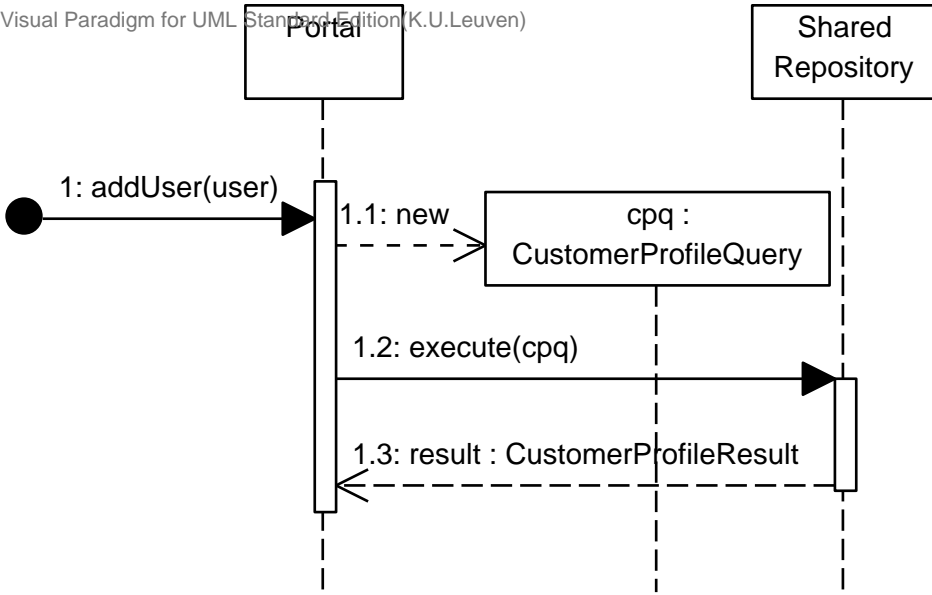 Visual Paradigm for UML Standard Edition(K.U.Leuven)
Portal
Shared
Repository
1: addUser(user)
1.1: new
cpq :
CustomerProfileQuery
1.2: execute(cpq)
1.3: result : CustomerProfileResult